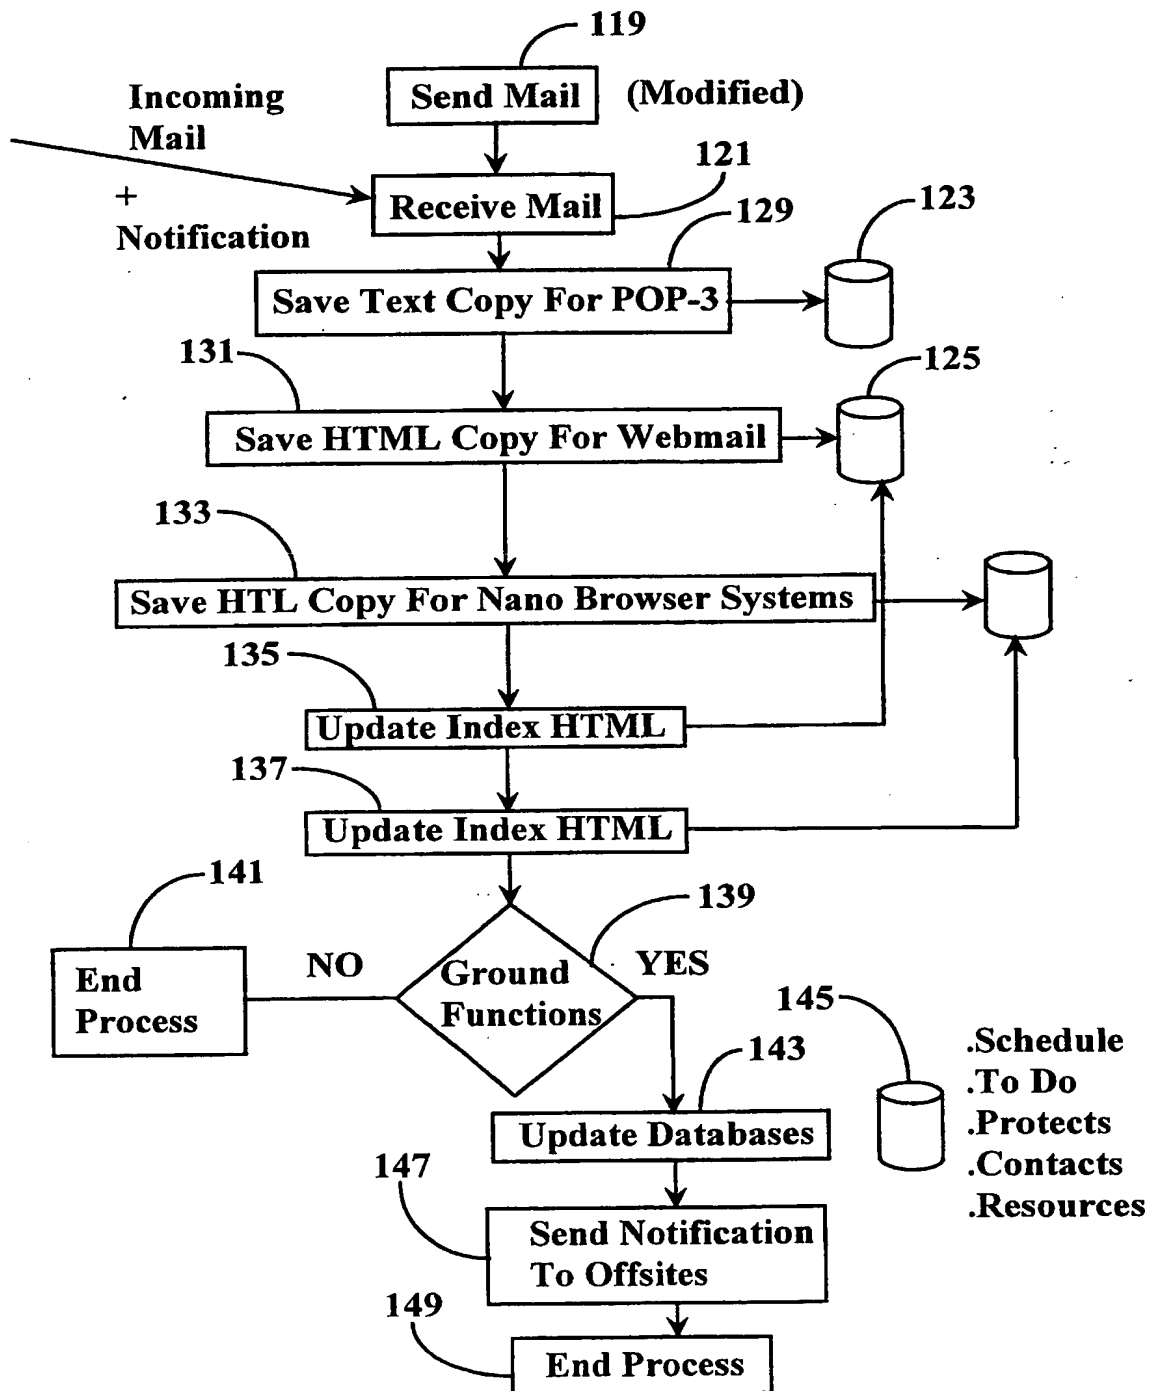 119
Send Mail
(Modified)
Incoming
Mail
+
Notification
121
Receive Mail
129
123
Save Text Copy For POP-3
131
125
Save HTML Copy For Webmail
133
Save HTL Copy For Nano Browser Systems
135
Update Index HTML
137
Update Index HTML
141
139
End
Process
NO
Ground
Functions
YES
145
.Schedule
.To Do
.Protects
.Contacts
.Resources
143
Update Databases
147
Send Notification
To Offsites
149
End Process